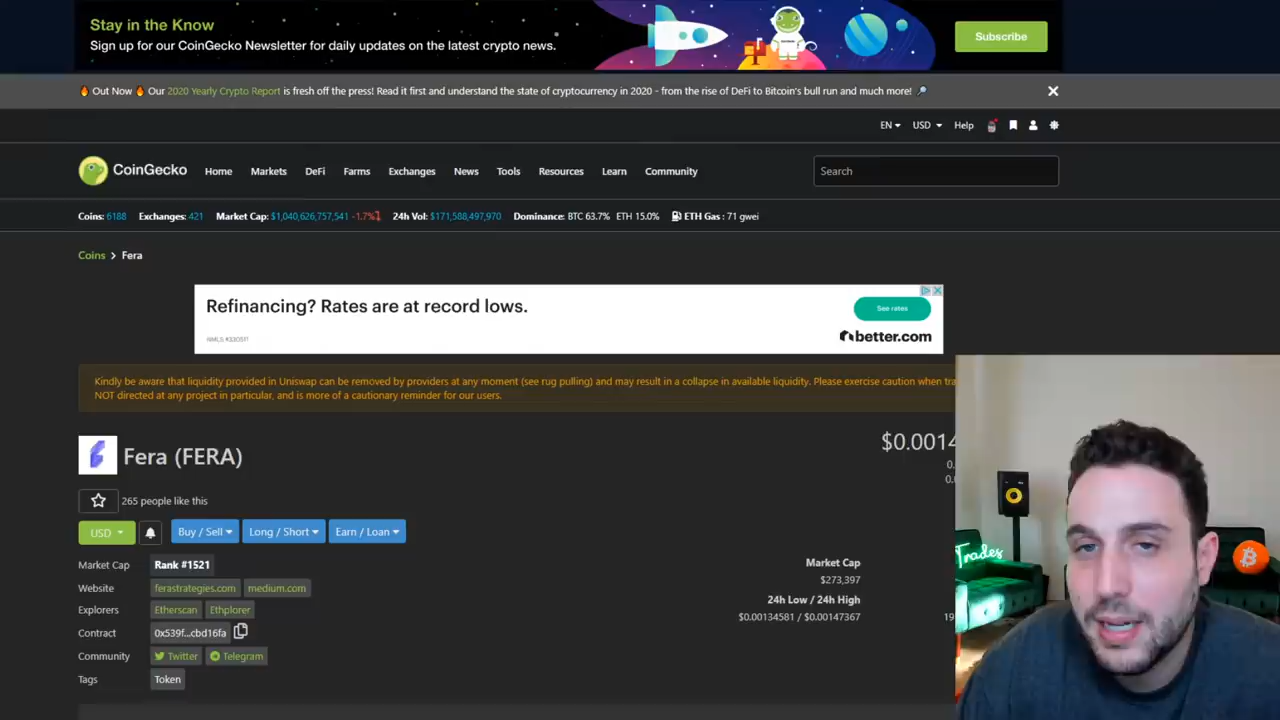 Stay in the Know
Sign up for our CoinGecko Newsletter for daily updates on the latest crypto news.
Subscribe
🔥 Out Now 🔥 Our 2020 Yearly Crypto Report is fresh off the press! Read it first and understand the state of cryptocurrency in 2020 - from the rise of DeFi to Bitcoin's bull run and much more! 🔎
EN USD Help
CoinGecko Home Markets DeFi Farms Exchanges News Tools Resources Learn Community Search
Coins: 6188 Exchanges: 421 Market Cap: $1,040,626,757,541 -1.7% 24h Vol: $171,588,497,970 Dominance: BTC 63.7% ETH 15.0% ETH Gas: 71 gwei
Coins > Fera
Refinancing? Rates are at record lows.
See rates
better.com
Kindly be aware that liquidity provided in Uniswap can be removed by providers at any moment (see rug pulling) and may result in a collapse in available liquidity. Please exercise caution when tra
NOT directed at any project in particular, and is more of a cautionary reminder for our users.
Fera (FERA)
$0.0014
0.
0.0
265 people like this
USD Buy / Sell Long / Short Earn / Loan
Market Cap Rank #1521
Website ferastrategies.com medium.com
Explorers Etherscan Ethplorer
Contract 0x539f...cbd16fa
Community Twitter Telegram
Tags Token
Market Cap
$273,397
24h Low / 24h High
$0.00134581 / $0.00147367
19
Trades